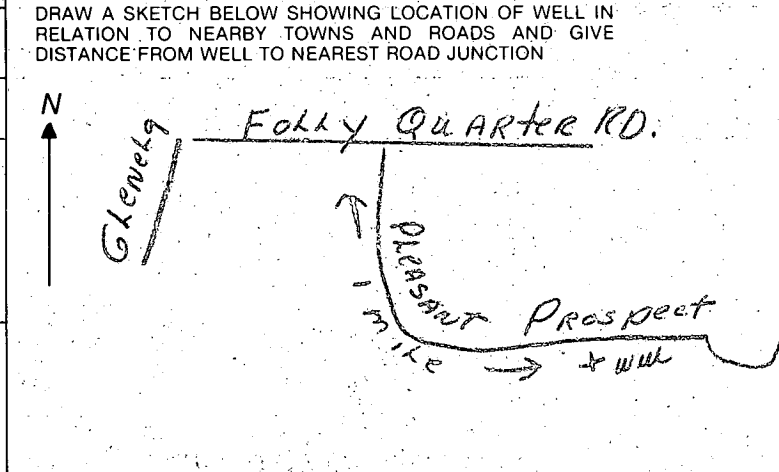 DRAW A SKETCH BELOW SHOWING LOCATION OF WELL IN
RELATION TO NEARBY TOWNS AND ROADS AND GIVE
DISTANCE FROM WELL TO NEAREST ROAD JUNCTION
N
Glenelg
Folly Quarter RD.
Pleasant Prospect
1 mile
x well